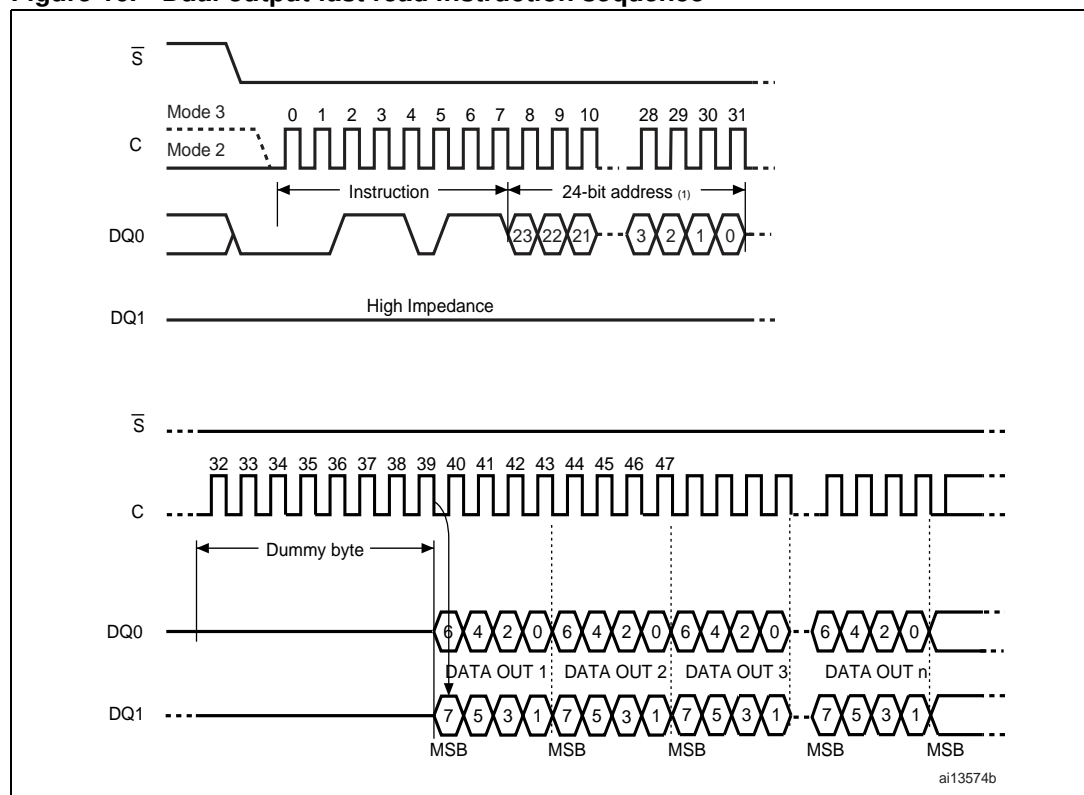 Figure 10. Dual output fast read instruction sequence
S
Mode 3
0 1 2 3 4 5 6 7 8 9 10 28 29 30 31
C
Mode 2
Instruction 24-bit address (1)
DQ0 23 22 21 3 2 1 0
High Impedance
DQ1
S
32 33 34 35 36 37 38 39 40 41 42 43 44 45 46 47
C
Dummy byte
DQ0 6 4 2 0 6 4 2 0 6 4 2 0 6 4 2 0
DATA OUT 1 DATA OUT 2 DATA OUT 3 DATA OUT n
DQ1 7 5 3 1 7 5 3 1 7 5 3 1 7 5 3 1
MSB MSB MSB MSB MSB
ai13574b